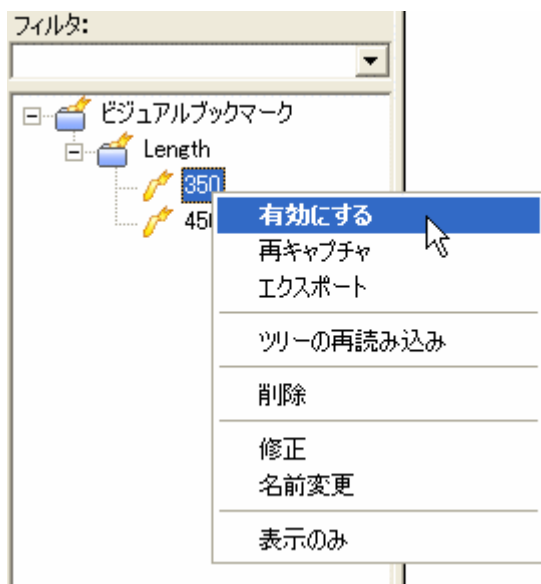 フィルタ:
ビジュアルブックマーク
Length
350
有効にする
再キャプチャ
エクスポート
ツリーの再読み込み
削除
修正
名前変更
表示のみ